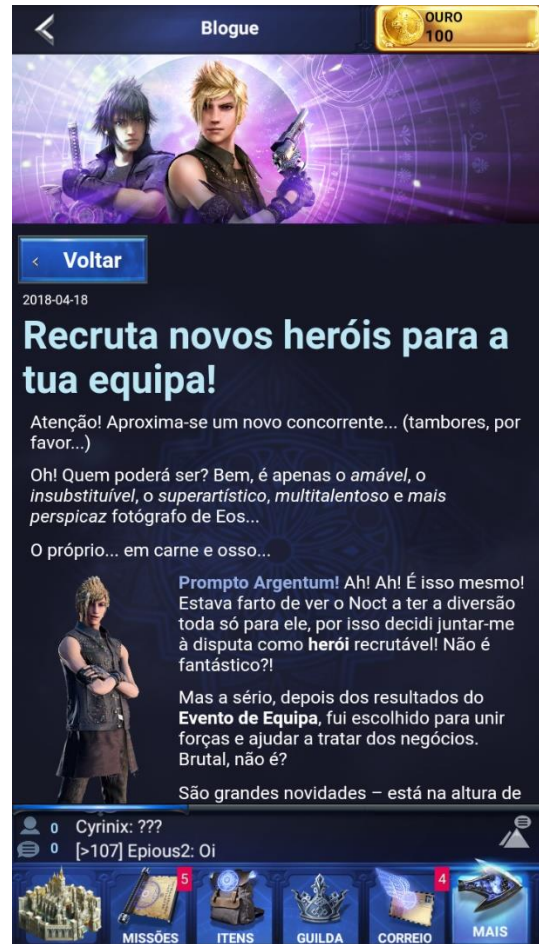 Blogue
OURO
100
Voltar
2018-04-18
Recruta novos heróis para a
tua equipa!
Atenção! Aproxima-se um novo concorrente... (tambores, por
favor...)
Oh! Quem poderá ser? Bem, é apenas o amável, o
insubstituível, o superartístico, multitalentoso e mais
perspicaz fotógrafo de Eos...
O próprio... em carne e osso...
Prompto Argentum! Ah! Ah! É isso mesmo!
Estava farto de ver o Noct a ter a diversão
toda só para ele, por isso decidi juntar-me
à disputa como herói recrutável! Não é
fantástico?!
Mas a sério, depois dos resultados do
Evento de Equipa, fui escolhido para unir
forças e ajudar a tratar dos negócios.
Brutal, não é?
São grandes novidades – está na altura de
0 Cyrinix: ???
0 [>107] Epious2: Oi
5
4
MISSÕES
ITENS
GUILDA
CORREIO
MAIS